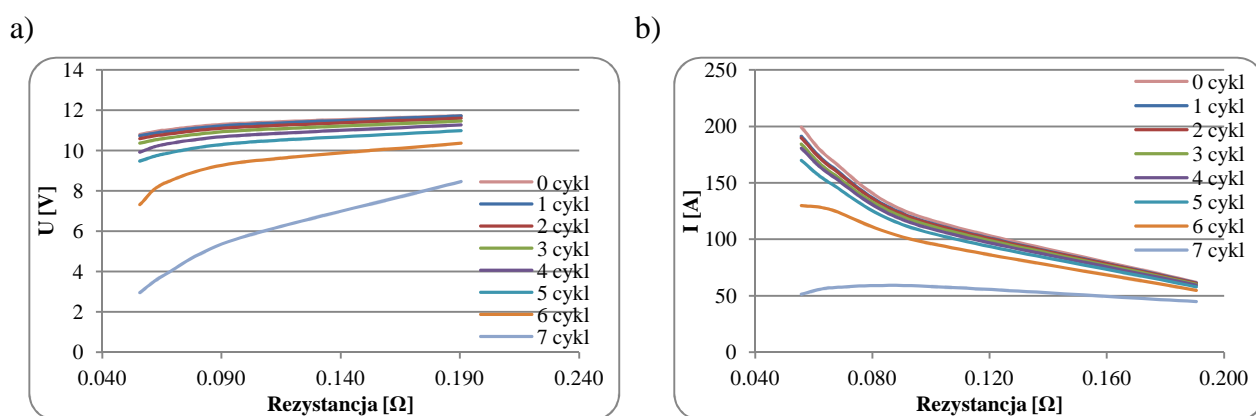 a)
14
12
10
8
6
4
2
0
U [V]
0 cykl
1 cykl
2 cykl
3 cykl
4 cykl
5 cykl
6 cykl
7 cykl
0.040 0.090 0.140 0.190 0.240
Rezystancja [Ω]
b)
250
200
150
100
50
0
I [A]
0 cykl
1 cykl
2 cykl
3 cykl
4 cykl
5 cykl
6 cykl
7 cykl
0.040 0.080 0.120 0.160 0.200
Rezystancja [Ω]